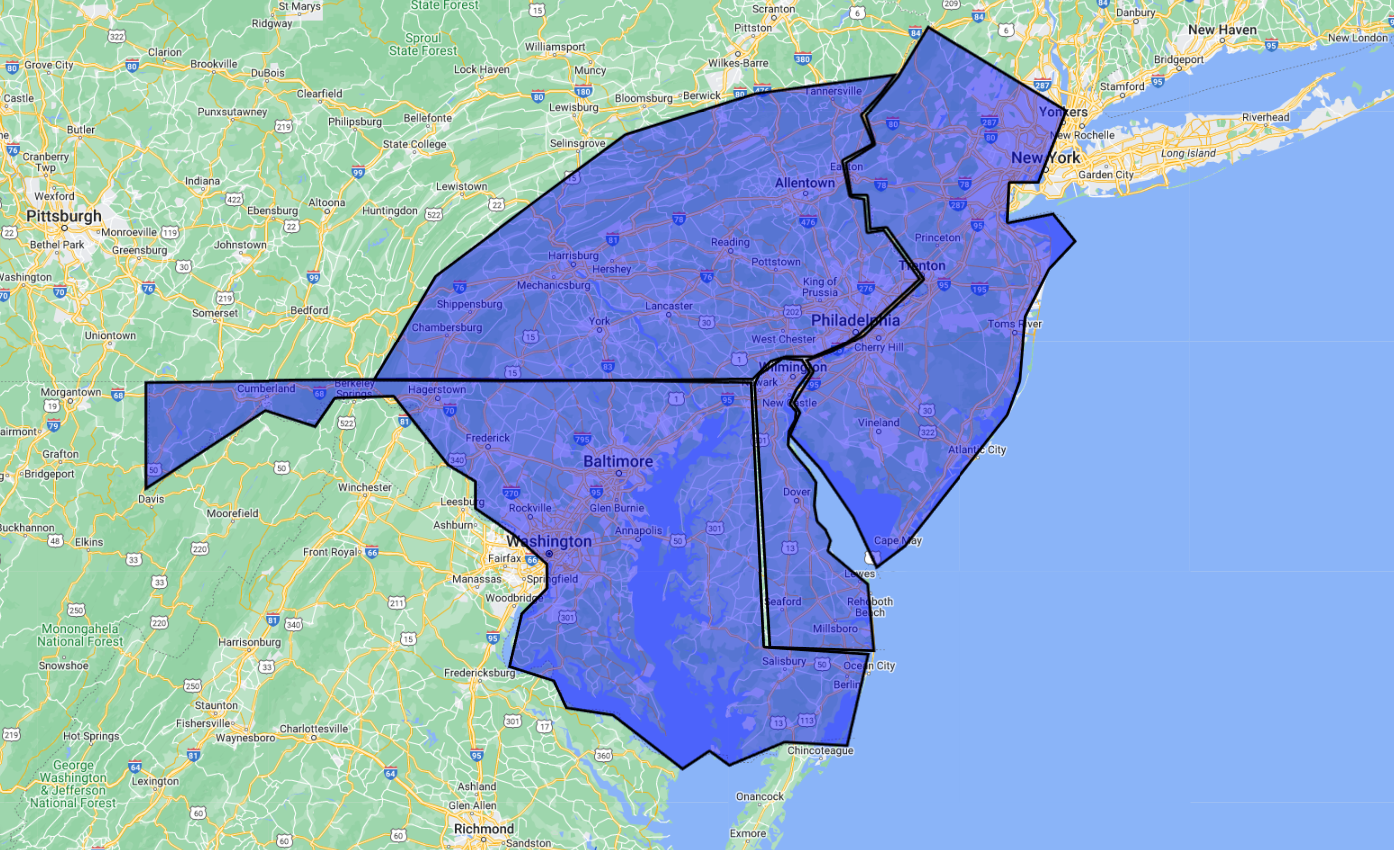 St Marys
State Forest
Scranton
Danbury
Ridgway
Pittston
New Haven
New London
Clarion
Sproul
State Forest
Williamsport
Bridgeport
Grove City
Brookville
DuBois
Lock Haven
Muncy
Wilkes-Barre
Stamford
Castle
Clearfield
Bloomsburg
Berwick
Tannersville
Punxsutawney
Philipsburg
Bellefonte
Lewisburg
Yonkers
Riverhead
Butler
State College
Selinsgrove
New Rochelle
Cranberry
Twp
New York
Long Island
Easton
Garden City
Indiana
Lewistown
Allentown
Wexford
Altoona
Pittsburgh
Ebensburg
Huntingdon
Monroeville
Bethel Park
Johnstown
Reading
Princeton
Greensburg
Harrisburg
Hershey
Pottstown
Trenton
Washington
Mechanicsburg
King of
Prussia
Shippensburg
Lancaster
Somerset
Bedford
Chambersburg
York
Philadelphia
Toms River
Uniontown
West Chester
Cherry Hill
Wilmington
Morgantown
Cumberland
Berkeley
Springs
Hagerstown
Newark
New Castle
Fairmont
Vineland
Grafton
Frederick
Atlantic City
Bridgeport
Baltimore
Winchester
Dover
Davis
Leesburg
Rockville
Glen Burnie
Moorefield
Ashburn
Buckhannon
Annapolis
Elkins
Washington
Cape May
Front Royal
Fairfax
Manassas
Springfield
Lewes
Woodbridge
Seaford
Rehoboth
Beach
Monongahela
National Forest
Harrisonburg
Millsboro
Snowshoe
Fredericksburg
Salisbury
Ocean City
Berlin
Staunton
Hot Springs
Fishersville
Waynesboro
Charlottesville
Chincoteague
George
Washington
& Jefferson
National Forest
Lexington
Ashland
Onancock
Glen Allen
Richmond
Exmore
Sandston